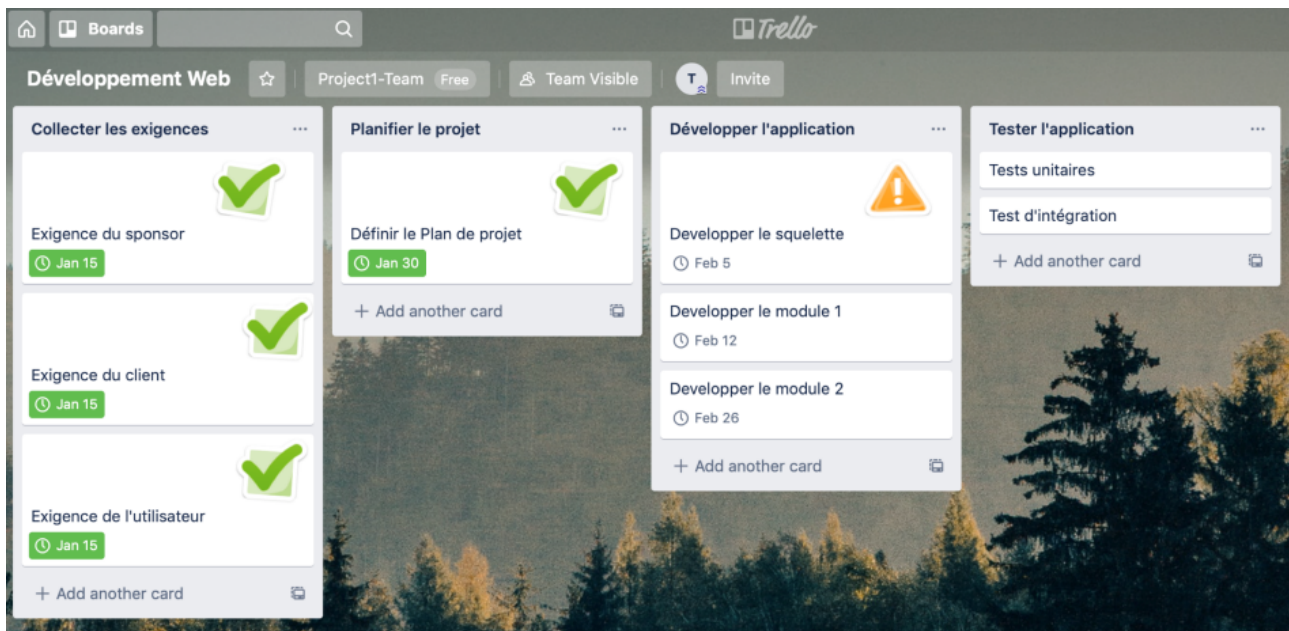 Boards
Trello
Développement Web
Project1-Team Free
Team Visible
T
Invite
Collecter les exigences
Exigence du sponsor
Jan 15
Exigence du client
Jan 15
Exigence de l'utilisateur
Jan 15
+ Add another card
Planifier le projet
Définir le Plan de projet
Jan 30
+ Add another card
Développer l'application
Developper le squelette
Feb 5
Developper le module 1
Feb 12
Developper le module 2
Feb 26
+ Add another card
Tester l'application
Tests unitaires
Test d'intégration
+ Add another card